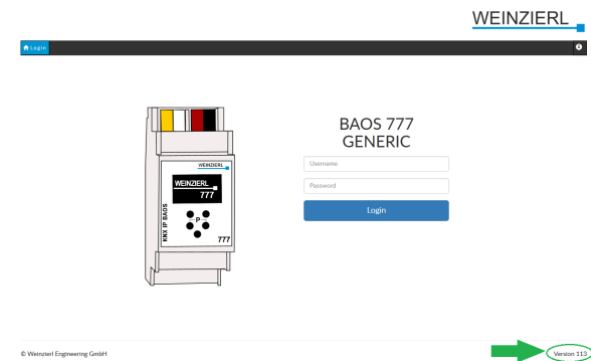 WEINZIERL
Login
BAOS 777
GENERIC
Username
Password
Login
WEINZIERL
WEINZIERL
777
KNX IP BAOS
P
777
© Weinzierl Engineering GmbH
Version 113